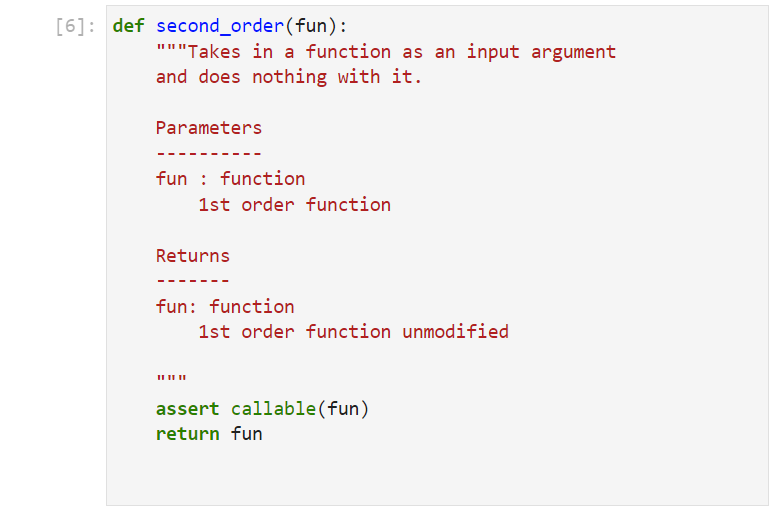 [6]: def second_order(fun):
"""Takes in a function as an input argument
and does nothing with it.
Parameters
----------
fun : function
1st order function
Returns
-------
fun: function
1st order function unmodified
"""
assert callable(fun)
return fun